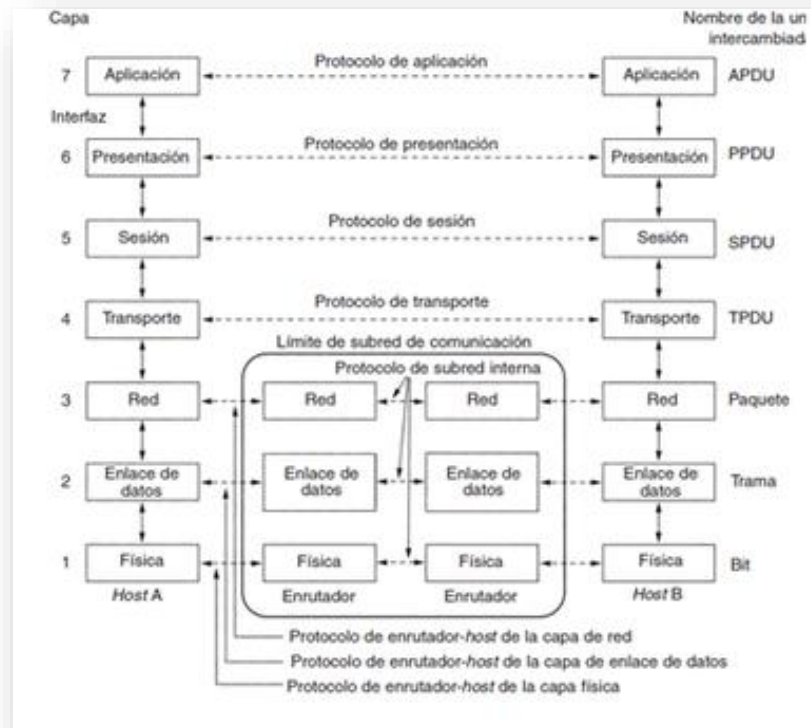 Capa
Nombre de la un
intercambiad
7 Aplicación Protocolo de aplicación Aplicación APDU
Interfaz
6 Presentación Protocolo de presentación Presentación PPDU
5 Sesión Protocolo de sesión Sesión SPDU
4 Transporte Protocolo de transporte Transporte TPDU
Límite de subred de comunicación
Protocolo de subred interna
3 Red Red Red Red Paquete
2 Enlace de datos Enlace de datos Enlace de datos Enlace de datos Trama
1 Física Física Física Física Bit
Host A Enrutador Enrutador Host B
Protocolo de enrutador-host de la capa de red
Protocolo de enrutador-host de la capa de enlace de datos
Protocolo de enrutador-host de la capa física